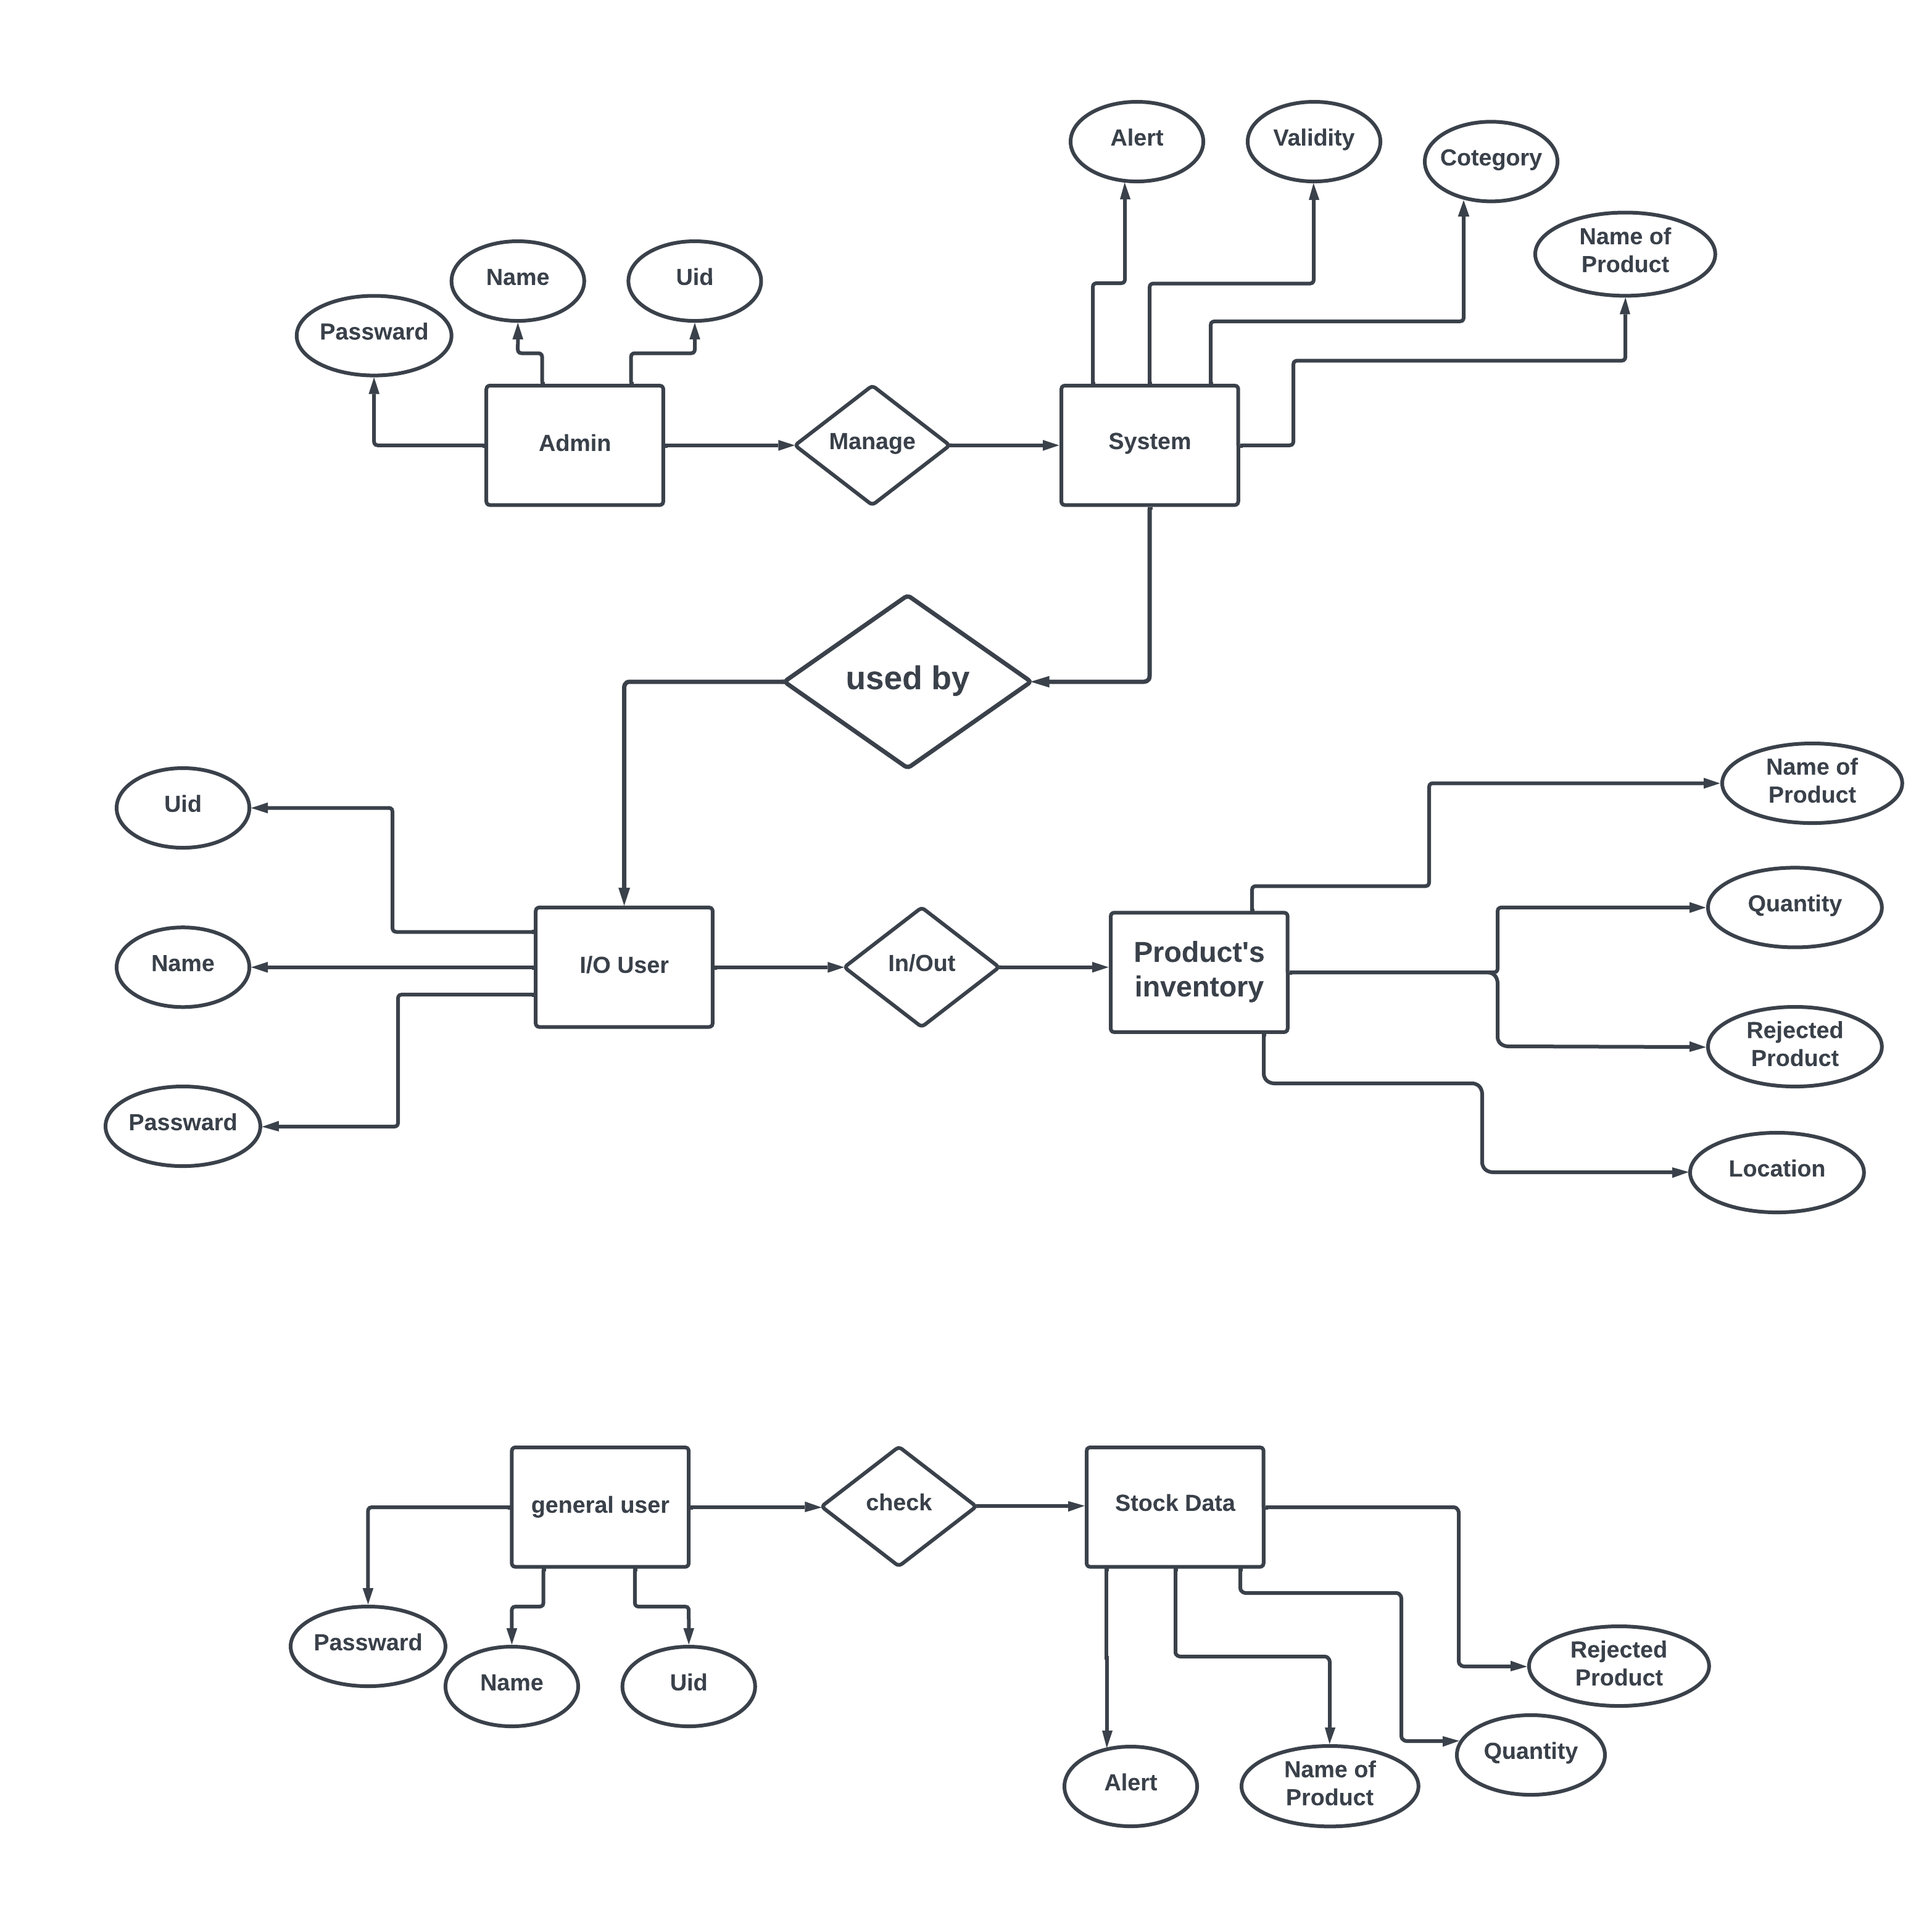 Alert
Validity
Cotegory
Name of
Product
Name
Uid
Passward
Admin
Manage
System
used by
Name of
Product
Uid
Quantity
Name
I/O User
In/Out
Product's
inventory
Rejected
Product
Passward
Location
general user
check
Stock Data
Passward
Name
Uid
Rejected
Product
Quantity
Alert
Name of
Product